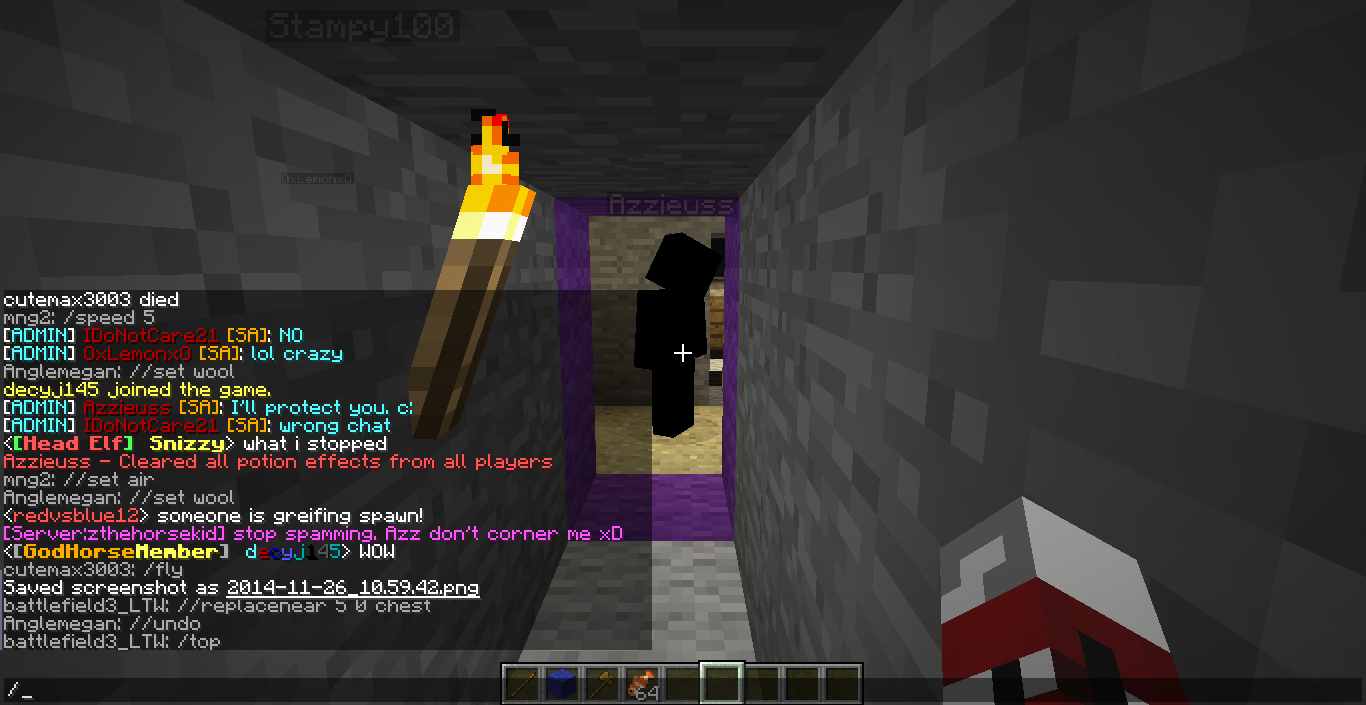 Stampy100
0xLemonx0
Azzieuss
cutemax3003 died
mng2: /speed 5
[ADMIN] IDoNotCare21 [SA]: NO
[ADMIN] 0xLemonx0 [SA]: lol crazy
Anglemegan: //set wool
decyj145 joined the game.
[ADMIN] Azzieuss [SA]: I'll protect you. c:
[ADMIN] IDoNotCare21 [SA]: wrong chat
<[Head Elf] Snizzy> what i stopped
Azzieuss - Cleared all potion effects from all players
mng2: //set air
Anglemegan: //set wool
<redvsblue12> someone is greifing spawn!
[Server:zthehorsekid] stop spamming. Azz don't corner me xD
<[GodHorseMember] decyj145> WOW
cutemax3003: /fly
Saved screenshot as 2014-11-26_10.59.42.png
battlefield3_LTW: //replacenear 5 0 chest
Anglemegan: //undo
battlefield3_LTW: /top
64
/_